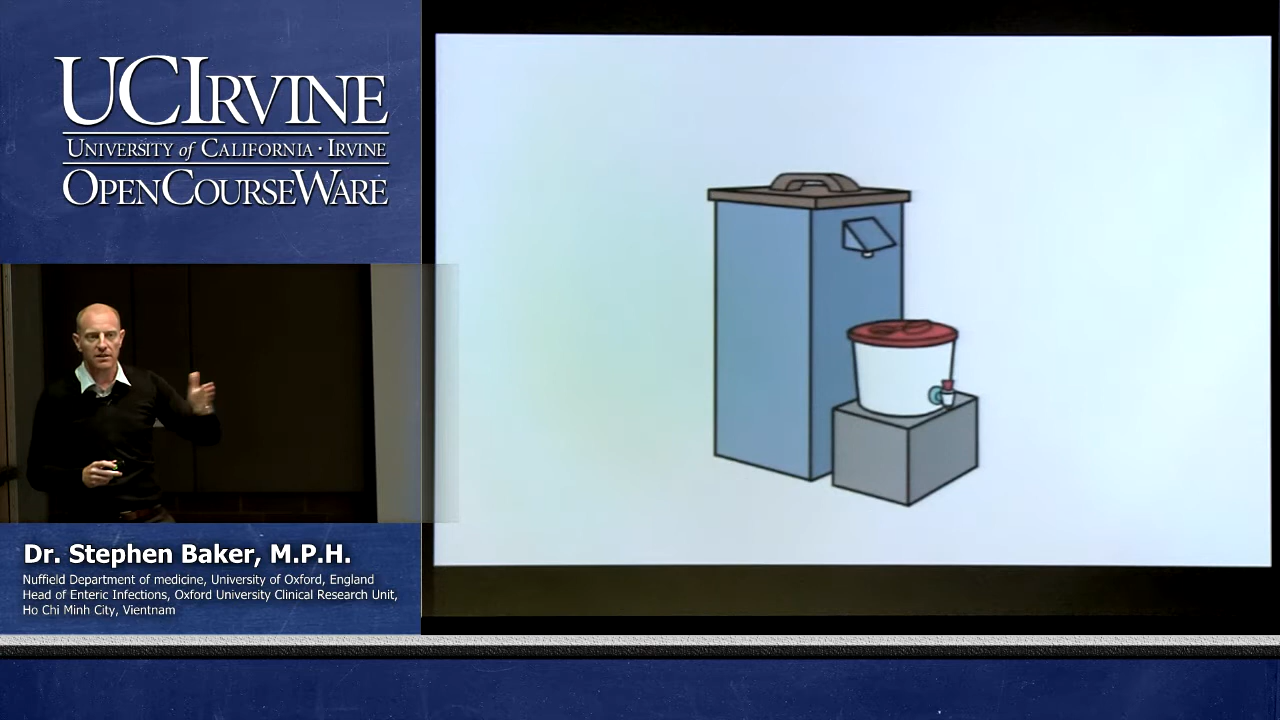 UCIRVINE
UNIVERSITY of CALIFORNIA · IRVINE
OPENCOURSEWARE
Dr. Stephen Baker, M.P.H.
Nuffield Department of medicine, University of Oxford, England
Head of Enteric Infections, Oxford University Clinical Research Unit,
Ho Chi Minh City, Vientnam